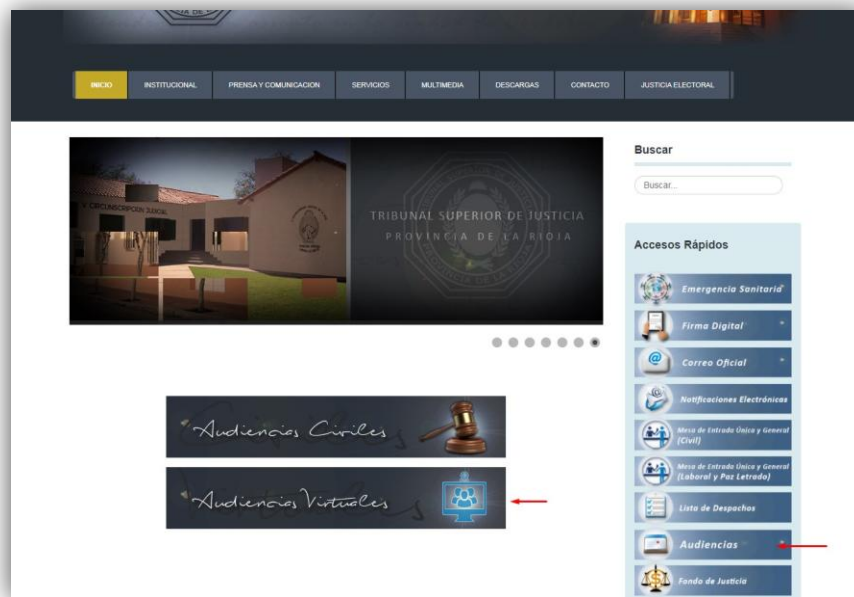 INICIO
INSTITUCIONAL
PRENSA Y COMUNICACION
SERVICIOS
MULTIMEDIA
DESCARGAS
CONTACTO
JUSTICIA ELECTORAL
TRIBUNAL SUPERIOR DE JUSTICIA
PROVINCIA DE LA RIOJA
Audiencias Civiles
Audiencias Virtuales
Buscar
Buscar...
Accesos Rápidos
Emergencia Sanitaria
Firma Digital
Correo Oficial
Notificaciones Electrónicas
Mesa de Entrada Única y General
(Civil)
Mesa de Entrada Única y General
(Laboral y Paz Letrado)
Lista de Despachos
Audiencias
Fondo de Justicia